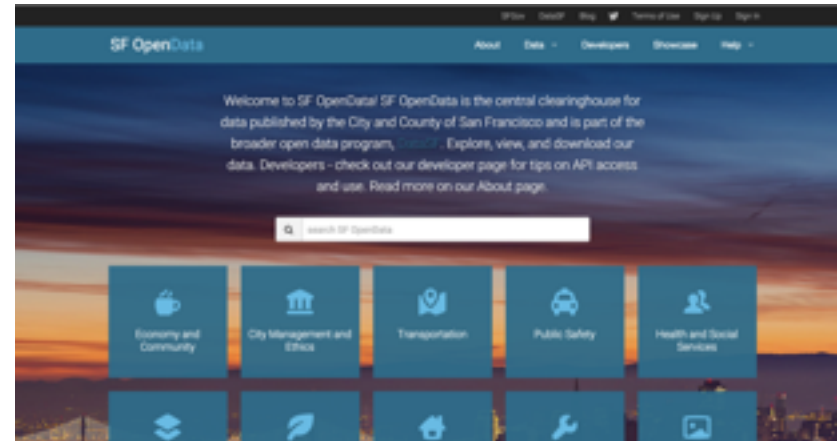 SFGov DataSF Blog Terms of Use Sign Up Sign In
SF OpenData About Data Developers Showcase Help
Welcome to SF OpenData! SF OpenData is the central clearinghouse for
data published by the City and County of San Francisco and is part of the
broader open data program, DataSF. Explore, view, and download our
data. Developers - check out our developer page for tips on API access
and use. Read more on our About page.
search SF OpenData
Economy and
Community
City Management and
Ethics
Transportation
Public Safety
Health and Social
Services